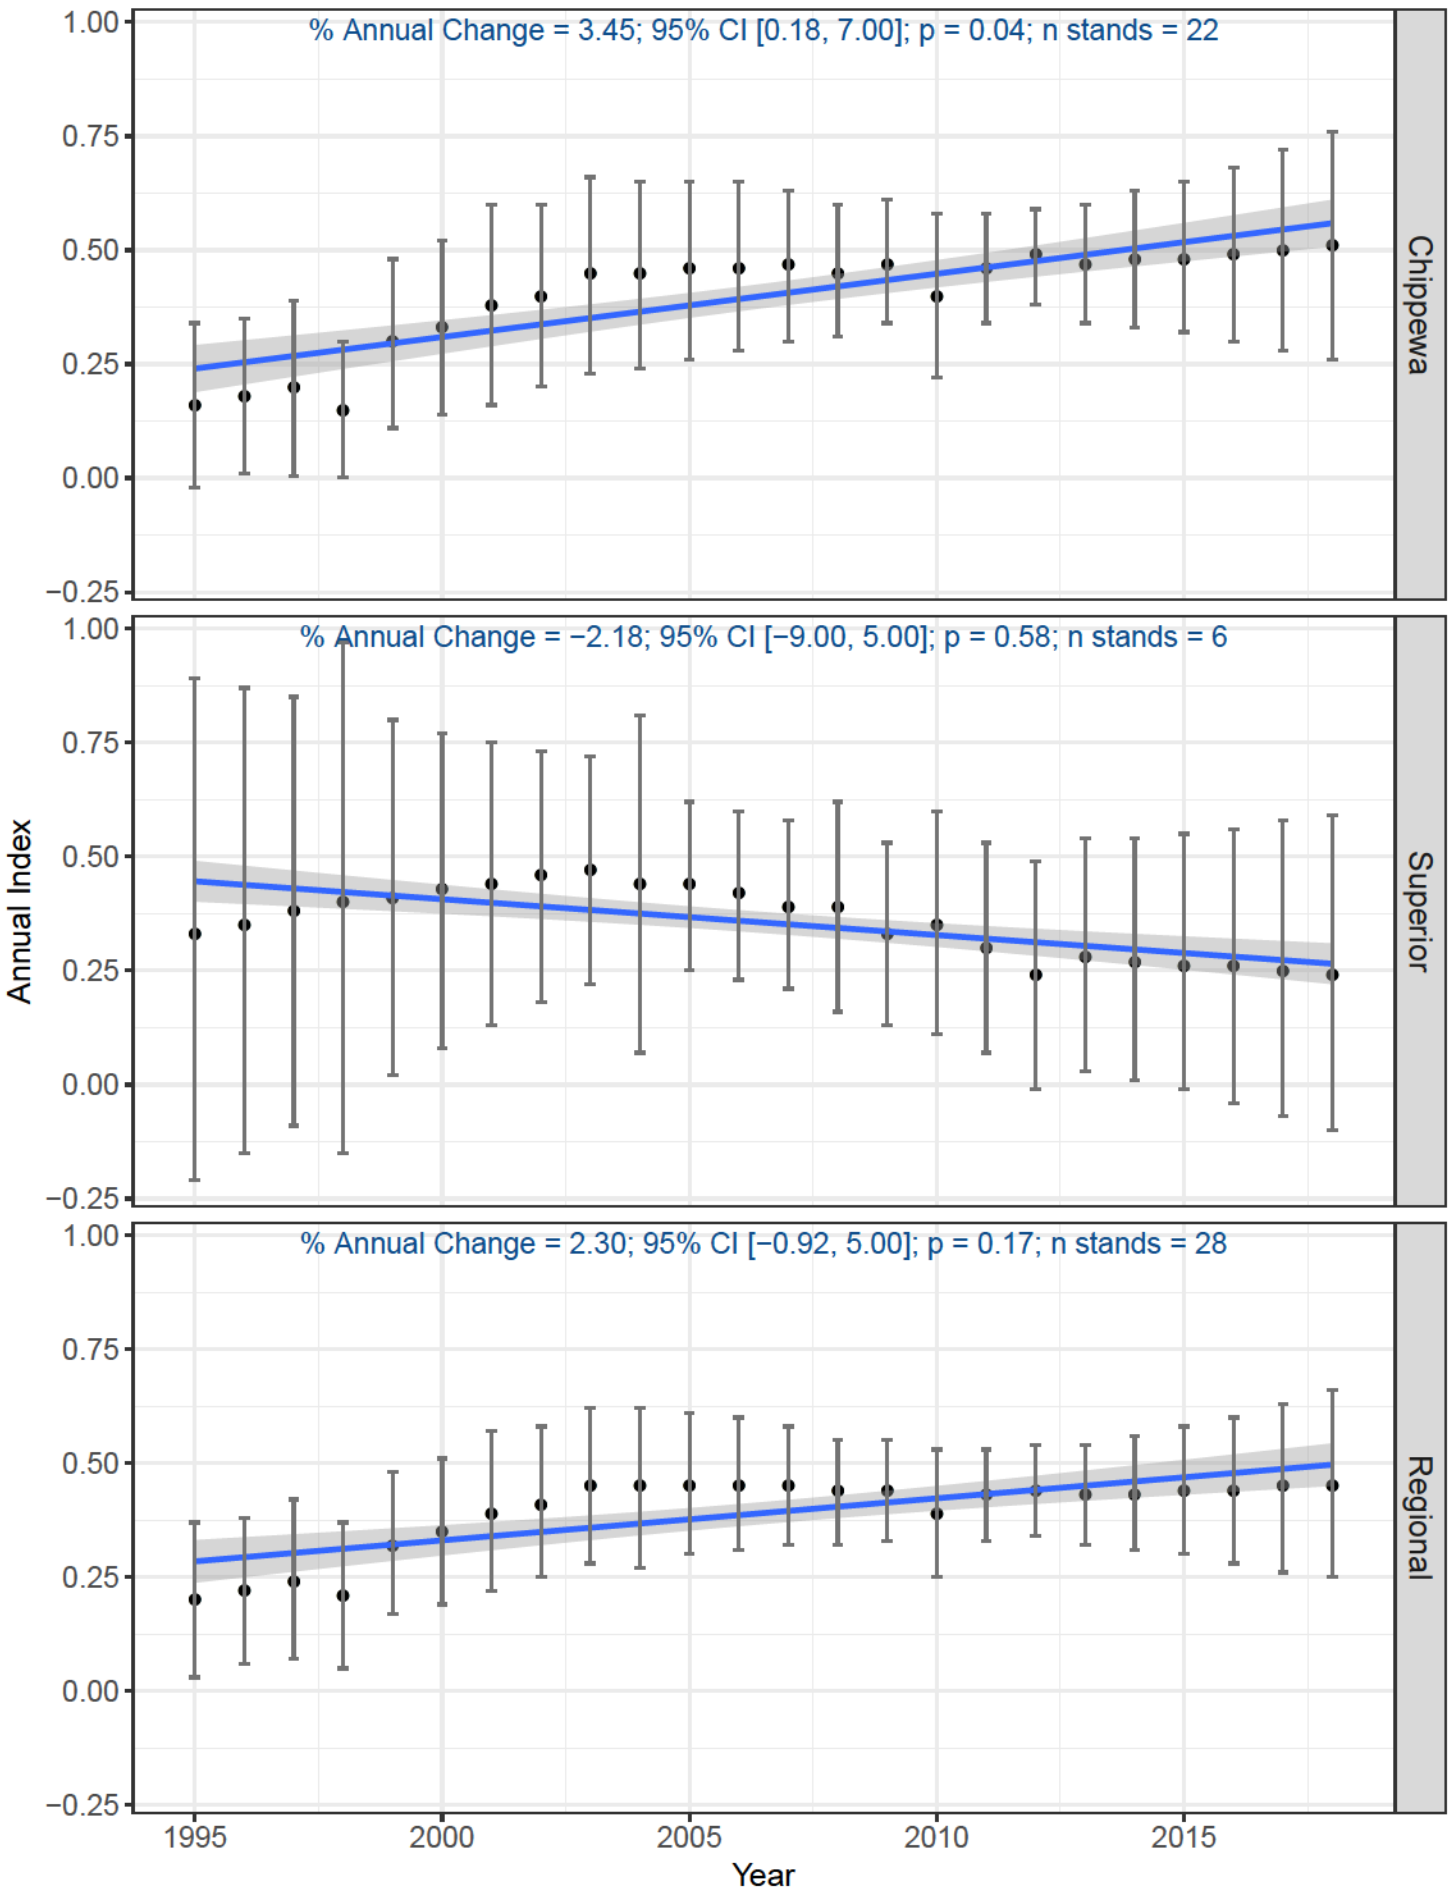 % Annual Change = 3.45; 95% CI [0.18, 7.00]; p = 0.04; n stands = 22
1.00
0.75
0.50
0.25
0.00
−0.25
Chippewa
% Annual Change = −2.18; 95% CI [−9.00, 5.00]; p = 0.58; n stands = 6
1.00
0.75
0.50
0.25
0.00
−0.25
Superior
Annual Index
% Annual Change = 2.30; 95% CI [−0.92, 5.00]; p = 0.17; n stands = 28
1.00
0.75
0.50
0.25
0.00
−0.25
Regional
1995 2000 2005 2010 2015
Year